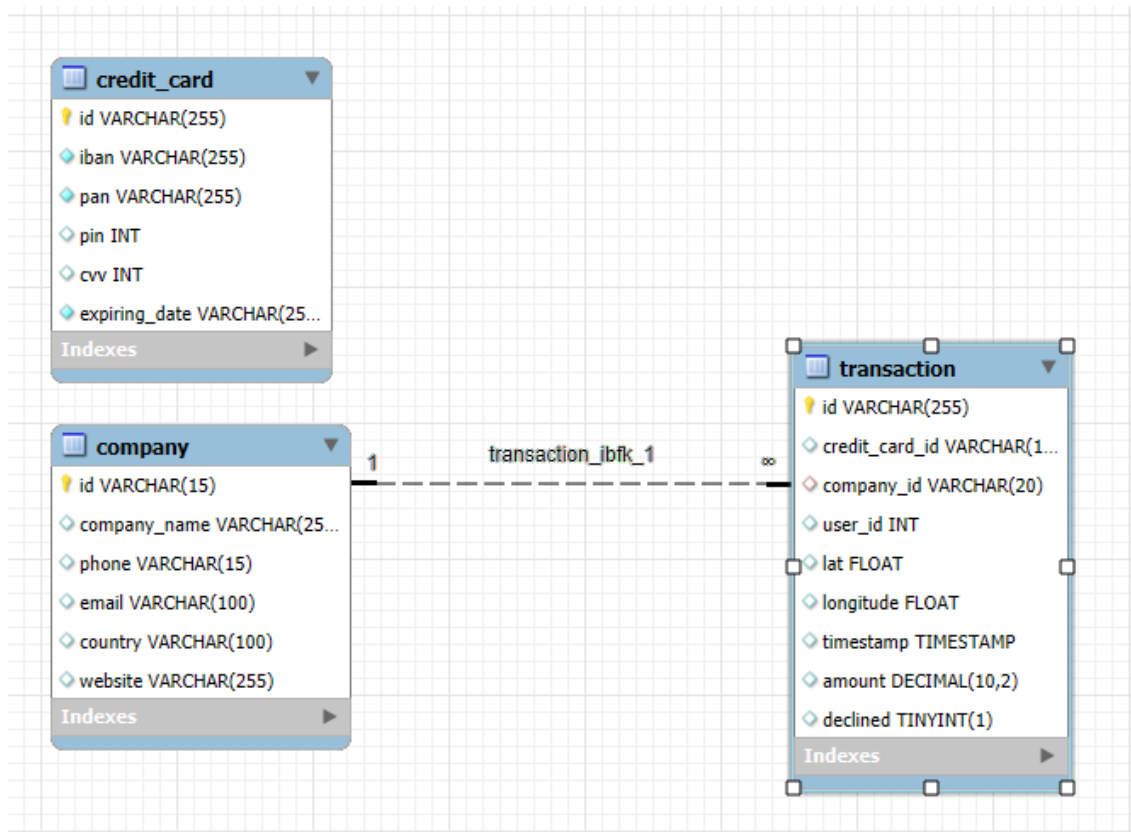 credit_card
id VARCHAR(255)
iban VARCHAR(255)
pan VARCHAR(255)
pin INT
cvv INT
expiring_date VARCHAR(25...
Indexes
company
id VARCHAR(15)
company_name VARCHAR(25...
phone VARCHAR(15)
email VARCHAR(100)
country VARCHAR(100)
website VARCHAR(255)
Indexes
1
transaction_ibfk_1
∞
transaction
id VARCHAR(255)
credit_card_id VARCHAR(1...
company_id VARCHAR(20)
user_id INT
lat FLOAT
longitude FLOAT
timestamp TIMESTAMP
amount DECIMAL(10,2)
declined TINYINT(1)
Indexes